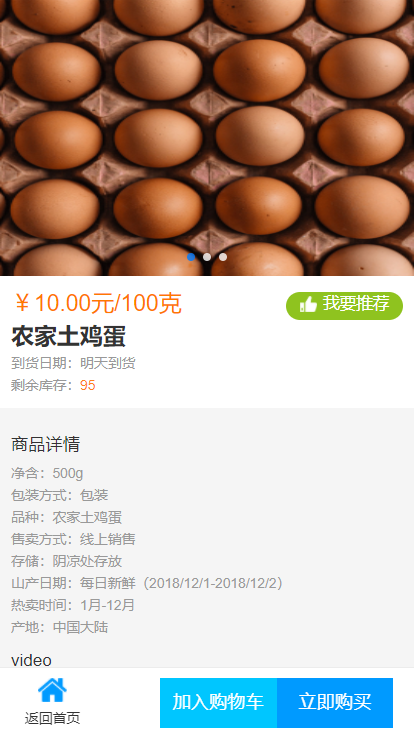 ￥10.00元/100克
我要推荐
农家土鸡蛋
到货日期：明天到货
剩余库存：95
商品详情
净含：500g
包装方式：包装
品种：农家土鸡蛋
售卖方式：线上销售
存储：阴凉处存放
山产日期：每日新鲜（2018/12/1-2018/12/2）
热卖时间：1月-12月
产地：中国大陆
video
返回首页
加入购物车
立即购买